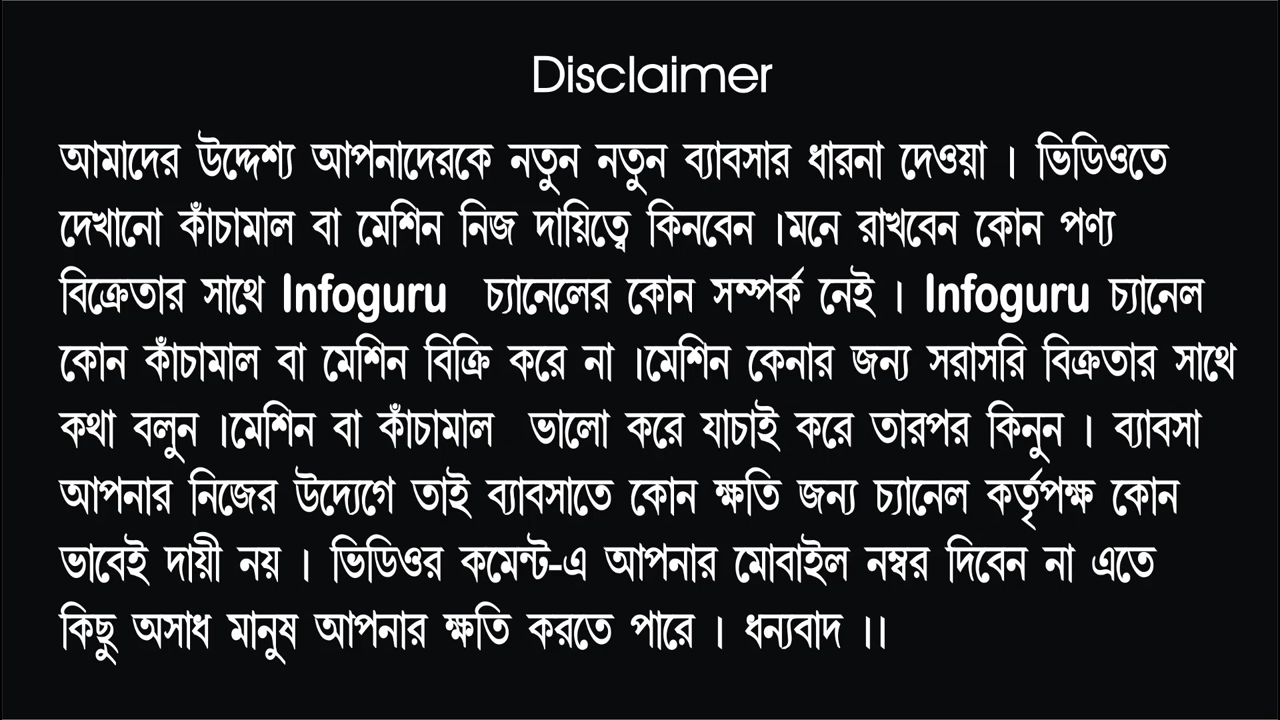 Disclaimer
আমাদের উদ্দেশ্য আপনাদেরকে নতুন নতুন ব্যাবসার ধারনা দেওয়া । ভিডিওতে
দেখানো কাঁচামাল বা মেশিন নিজ দায়িত্বে কিনবেন ।মনে রাখবেন কোন পণ্য
বিক্রেতার সাথে Infoguru চ্যানেলের কোন সম্পর্ক নেই । Infoguru চ্যানেল
কোন কাঁচামাল বা মেশিন বিক্রি করে না ।মেশিন কেনার জন্য সরাসরি বিক্রতার সাথে
কথা বলুন ।মেশিন বা কাঁচামাল ভালো করে যাচাই করে তারপর কিনুন । ব্যাবসা
আপনার নিজের উদ্যেগে তাই ব্যাবসাতে কোন ক্ষতি জন্য চ্যানেল কর্তৃপক্ষ কোন
ভাবেই দায়ী নয় । ভিডিওর কমেন্ট-এ আপনার মোবাইল নম্বর দিবেন না এতে
কিছু অসাধ মানুষ আপনার ক্ষতি করতে পারে । ধন্যবাদ ।।